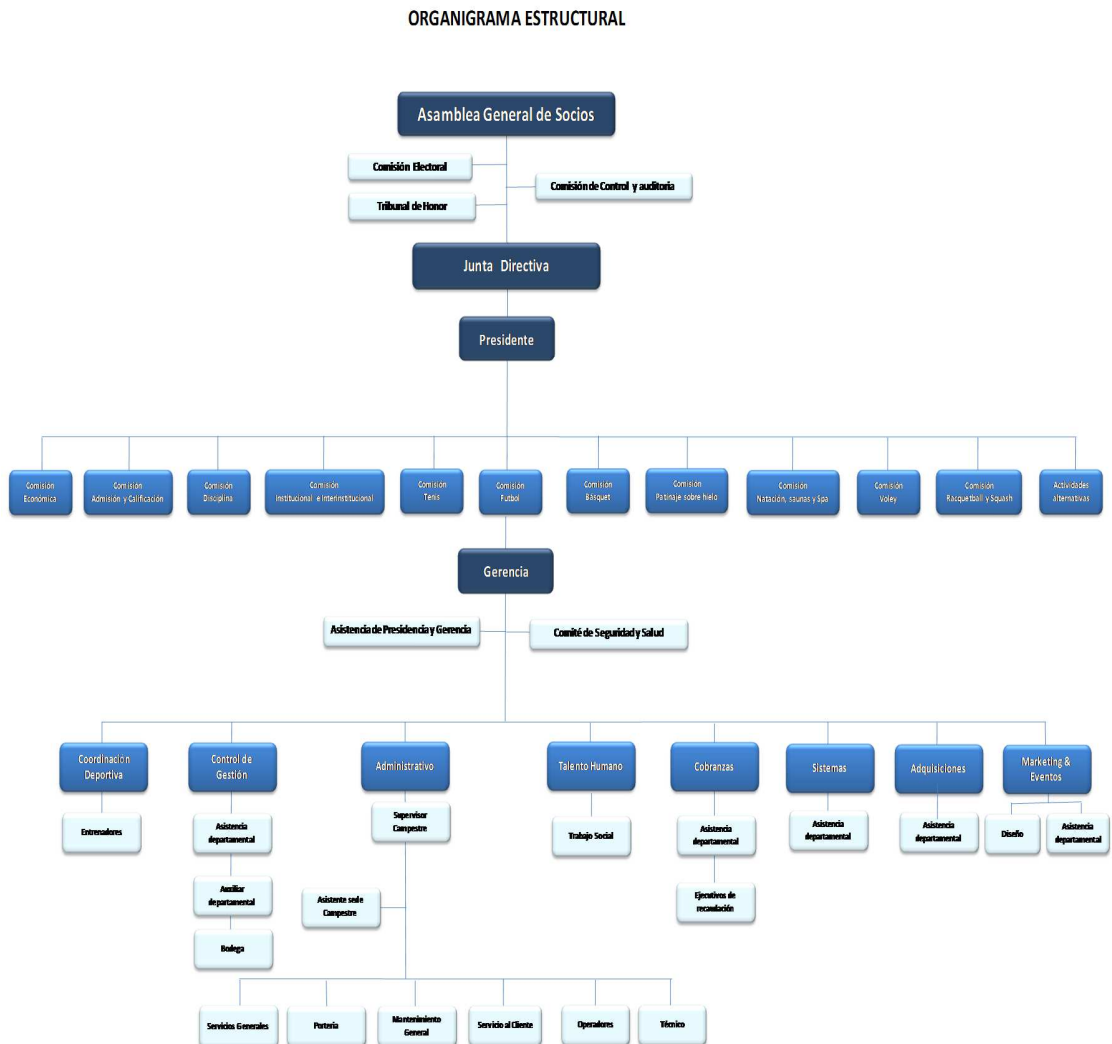 ORGANIGRAMA ESTRUCTURAL
Asamblea General de Socios
Comisión Electoral
Comisión de Control y auditoria
Tribunal de Honor
Junta Directiva
Presidente
Comisión
Económica
Comisión
Admisión y Calificación
Comisión
Disciplina
Comisión
Institucional e Interinstitucional
Comisión
Tenis
Comisión
Futbol
Comisión
Básquet
Comisión
Patinaje sobre hielo
Comisión
Natación, saunas y Spa
Comisión
Voley
Comisión
Racquetball y Squash
Actividades
alternativas
Gerencia
Asistencia de Presidencia y Gerencia
Comité de Seguridad y Salud
Coordinación
Deportiva
Control de
Gestión
Administrativo
Talento Humano
Cobranzas
Sistemas
Adquisiciones
Marketing &
Eventos
Entrenadores
Asistencia
departamental
Supervisor
Campestre
Trabajo Social
Asistencia
departamental
Asistencia
departamental
Asistencia
departamental
Diseño
Asistencia
departamental
Auxiliar
departamental
Asistente sede
Campestre
Ejecutivos de
recaudación
Bodega
Servicios Generales
Portería
Mantenimiento
General
Servicio al Cliente
Operadores
Técnico